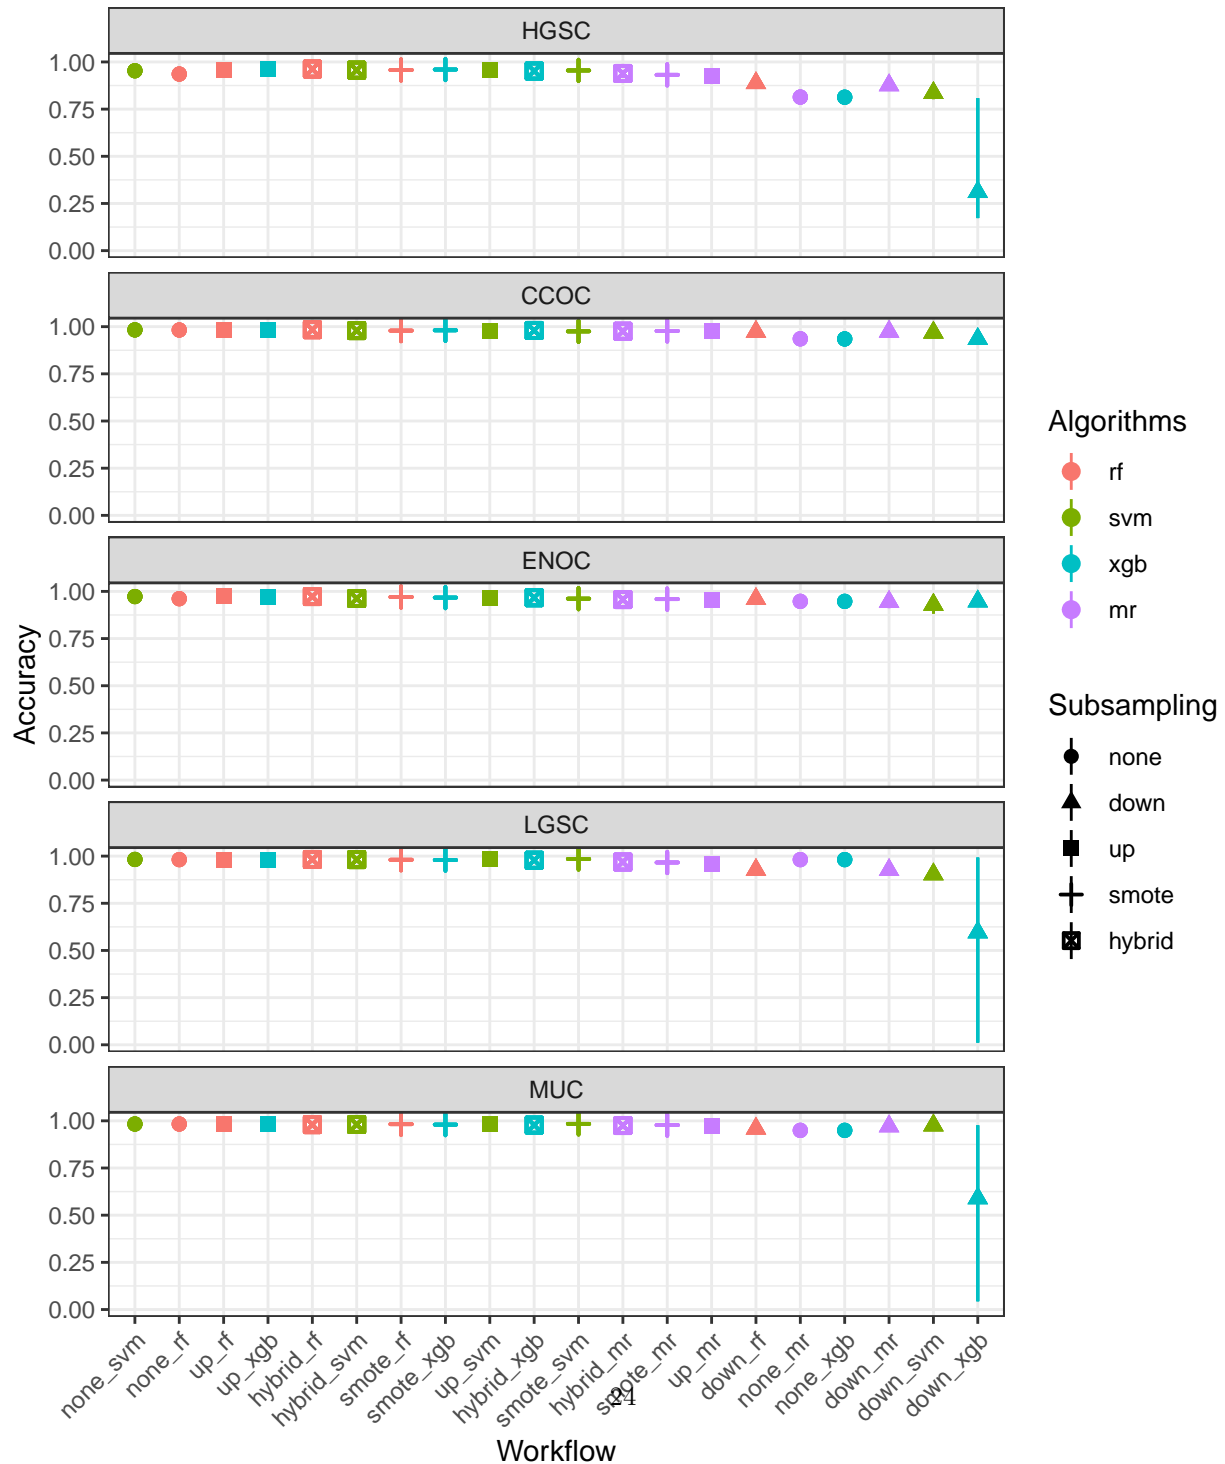 HGSC
1.00
0.75
0.50
0.25
0.00
CCOC
1.00
0.75
0.50
0.25
0.00
ENOC
1.00
0.75
0.50
0.25
0.00
LGSC
1.00
0.75
0.50
0.25
0.00
MUC
1.00
0.75
0.50
0.25
0.00
Accuracy
none_svm
none_rf
up_rf
up_xgb
hybrid_rf
hybrid_svm
smote_rf
smote_xgb
up_svm
hybrid_xgb
smote_svm
hybrid_mr
smote_mr
up_mr
down_rf
none_mr
none_xgb
down_mr
down_svm
down_xgb
24
Workflow
Algorithms
rf
svm
xgb
mr
Subsampling
none
down
up
smote
hybrid